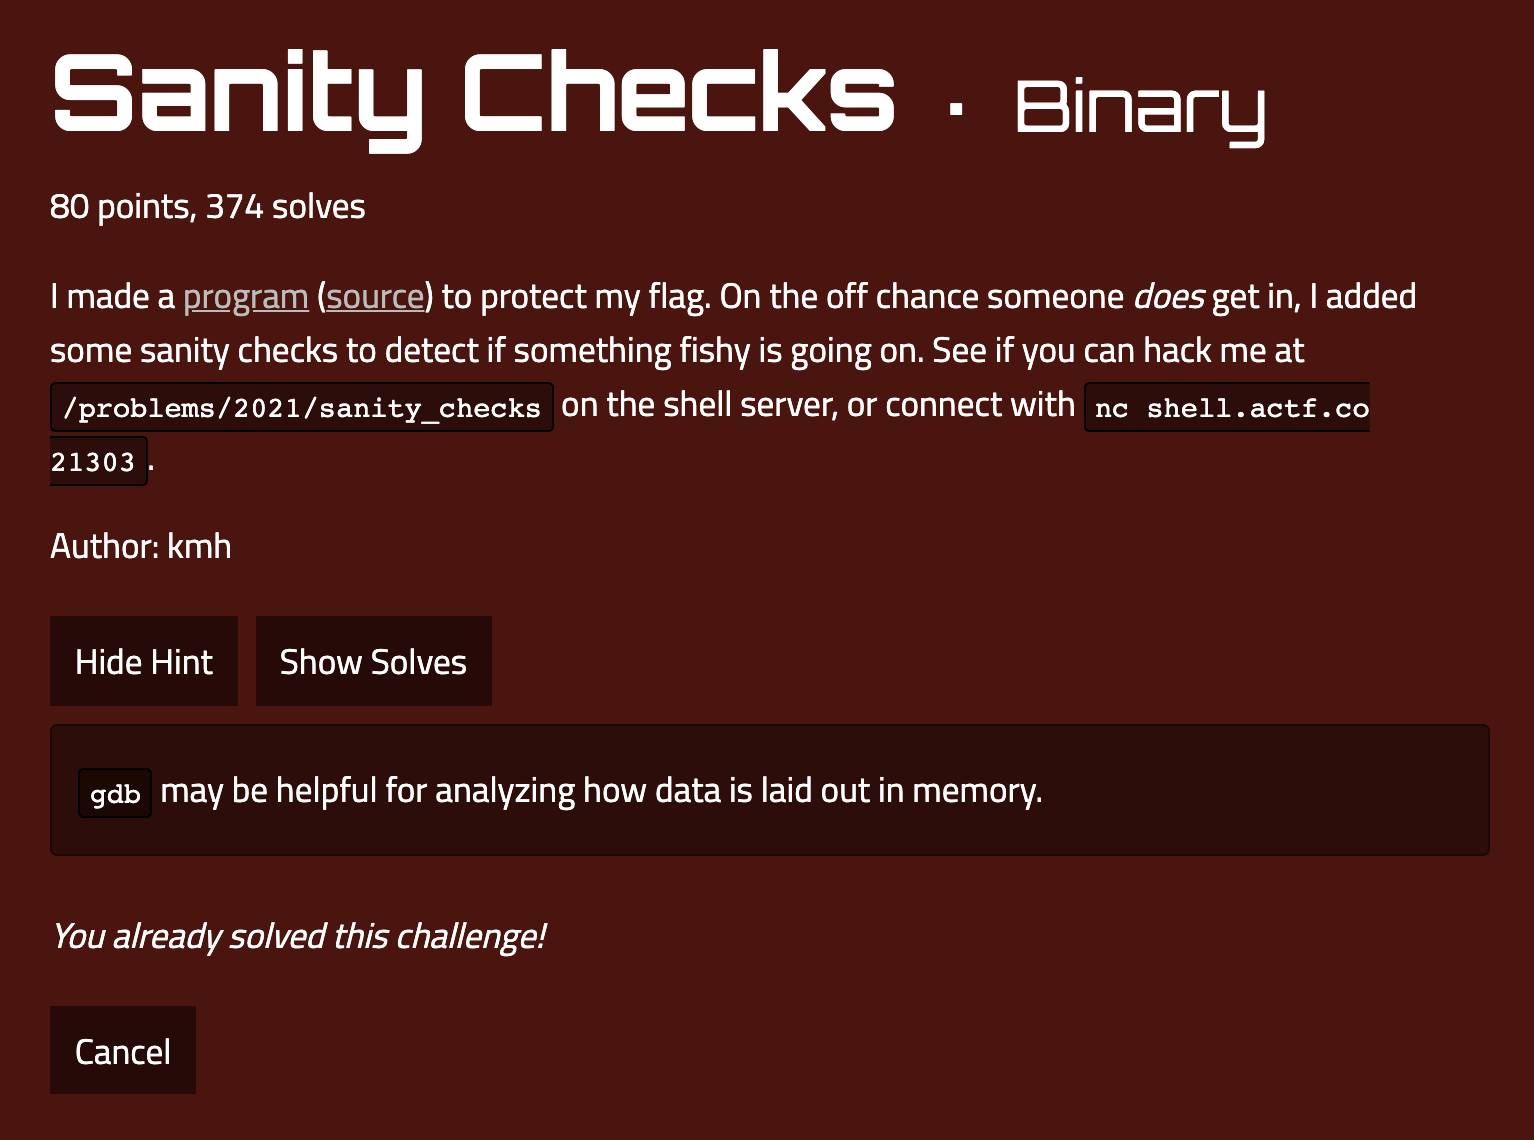 Sanity Checks · Binary
80 points, 374 solves
I made a program (source) to protect my flag. On the off chance someone does get in, I added
some sanity checks to detect if something fishy is going on. See if you can hack me at
/problems/2021/sanity_checks on the shell server, or connect with nc shell.actf.co
21303.
Author: kmh
Hide Hint Show Solves
gdb may be helpful for analyzing how data is laid out in memory.
You already solved this challenge!
Cancel